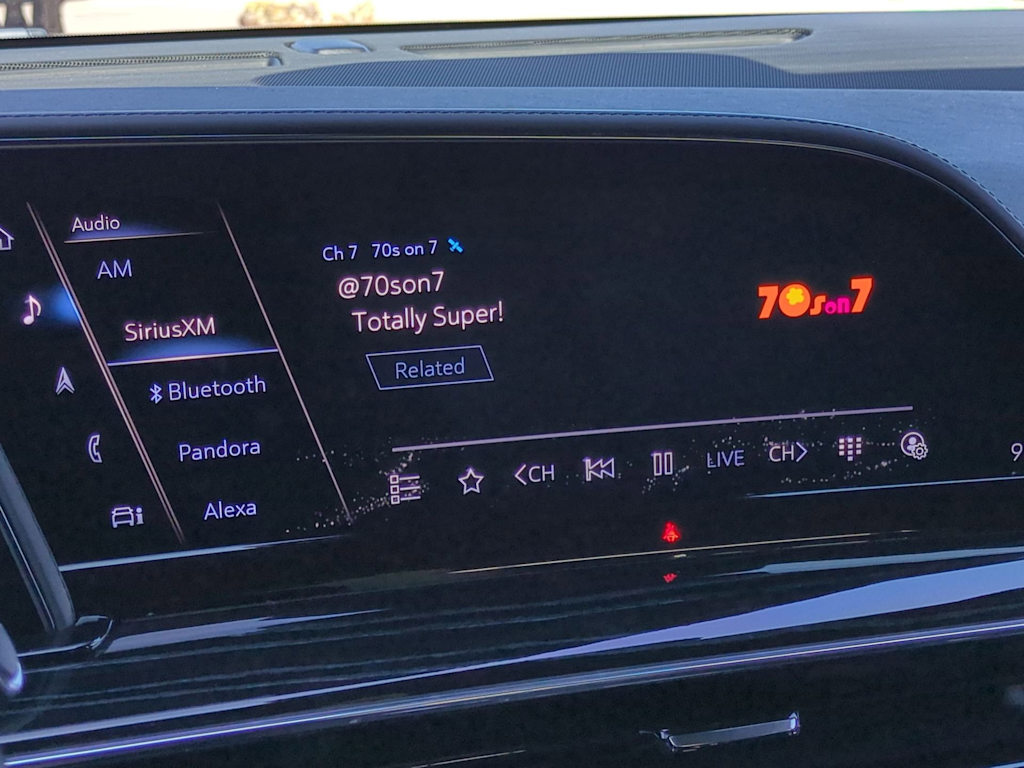 Audio
AM
SiriusXM
Bluetooth
Pandora
Alexa
Ch 7 70s on 7
@70son7
Totally Super!
Related
70s on 7
<CH
LIVE
CH>
9